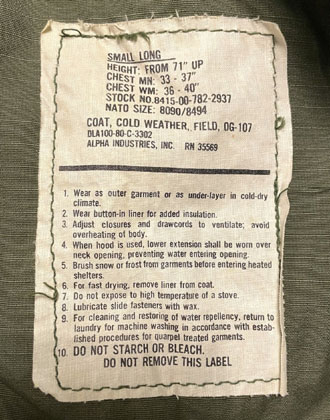 SMALL LONG
HEIGHT: FROM 71" UP
CHEST MN: 33 - 37"
CHEST WM: 36 - 40"
STOCK NO.8415-00-782-2937
NATO SIZE: 8090/8494
COAT, COLD WEATHER, FIELD, OG-107
DLA100-80-C-3302
ALPHA INDUSTRIES, INC. RN 35569
1. Wear as outer garment or as under-layer in cold-dry
climate.
2. Wear button-in liner for added insulation.
3. Adjust closures and drawcords to ventilate; avoid
overheating of body.
4. When hood is used, lower extension shall be worn over
neck opening, preventing water entering opening.
5. Brush snow or frost from garments before entering heated
shelters.
6. For fast drying, remove liner from coat.
7. Do not expose to high temperature of a stove.
8. Lubricate slide fasteners with wax.
9. For cleaning and restoring of water repellency, return to
laundry for machine washing in accordance with estab-
lished procedures for quarpel treated garments.
10. DO NOT STARCH OR BLEACH.
DO NOT REMOVE THIS LABEL